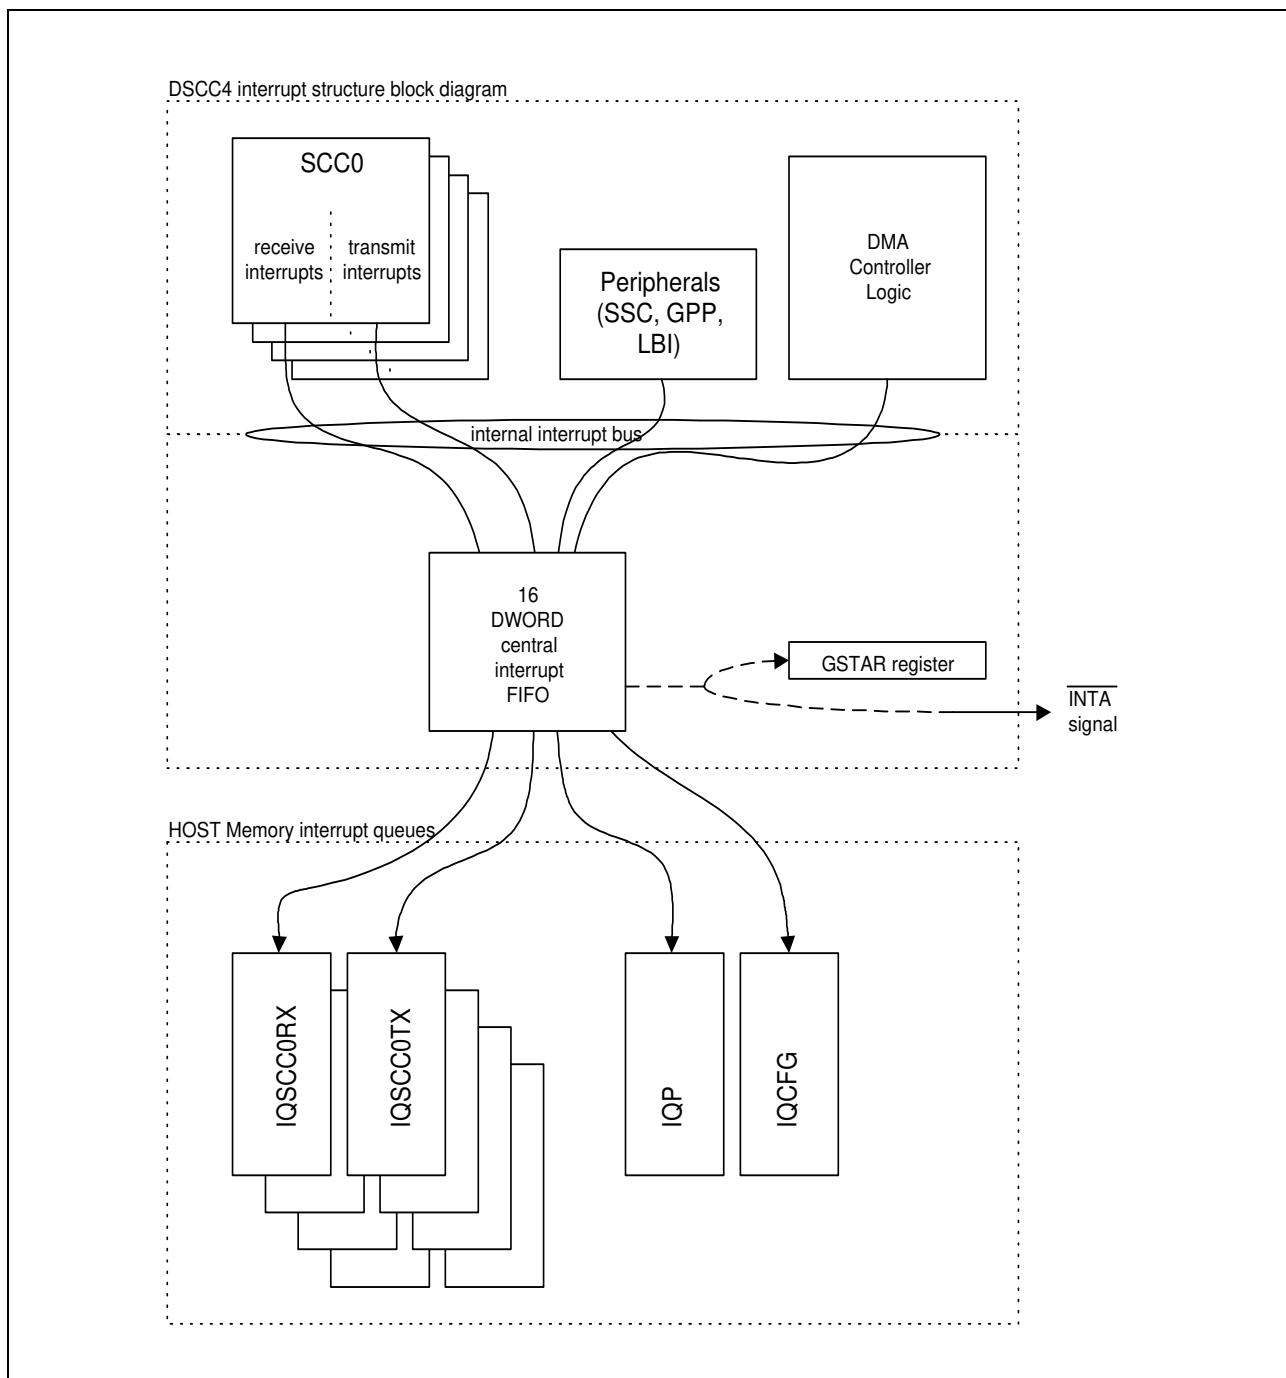 DSCC4 interrupt structure block diagram
SCC0
receive
interrupts
transmit
interrupts
Peripherals
(SSC, GPP,
LBI)
DMA
Controller
Logic
internal interrupt bus
16
DWORD
central
interrupt
FIFO
GSTAR register
INTA
signal
HOST Memory interrupt queues
IQSCC0RX
IQSCC0TX
IQP
IQCFG